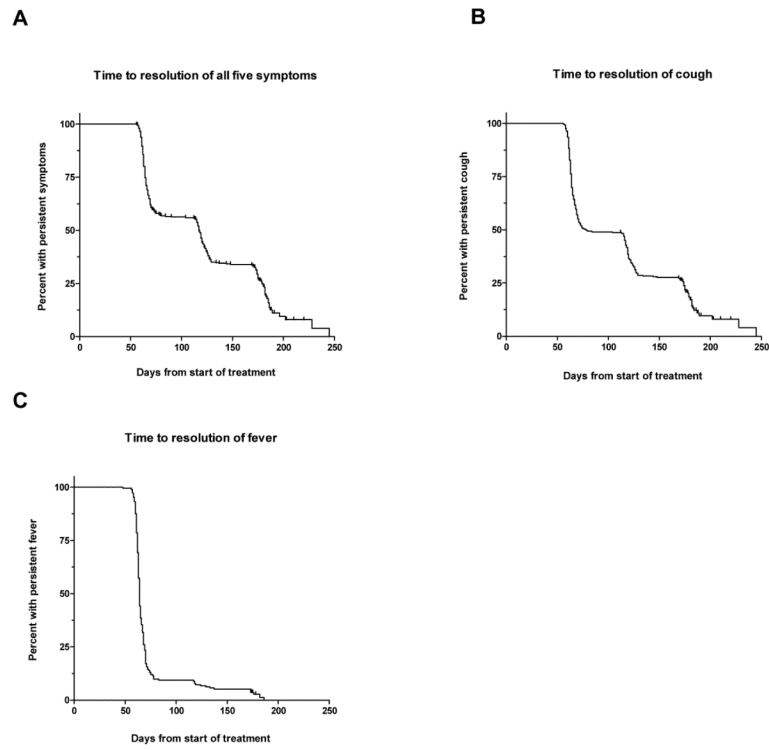 A
Time to resolution of all five symptoms
Percent with persistent symptoms
100
75
50
25
0
0 50 100 150 200 250
Days from start of treatment
B
Time to resolution of cough
Percent with persistent cough
100
75
50
25
0
0 50 100 150 200 250
Days from start of treatment
C
Time to resolution of fever
Percent with persistent fever
100
75
50
25
0
0 50 100 150 200 250
Days from start of treatment